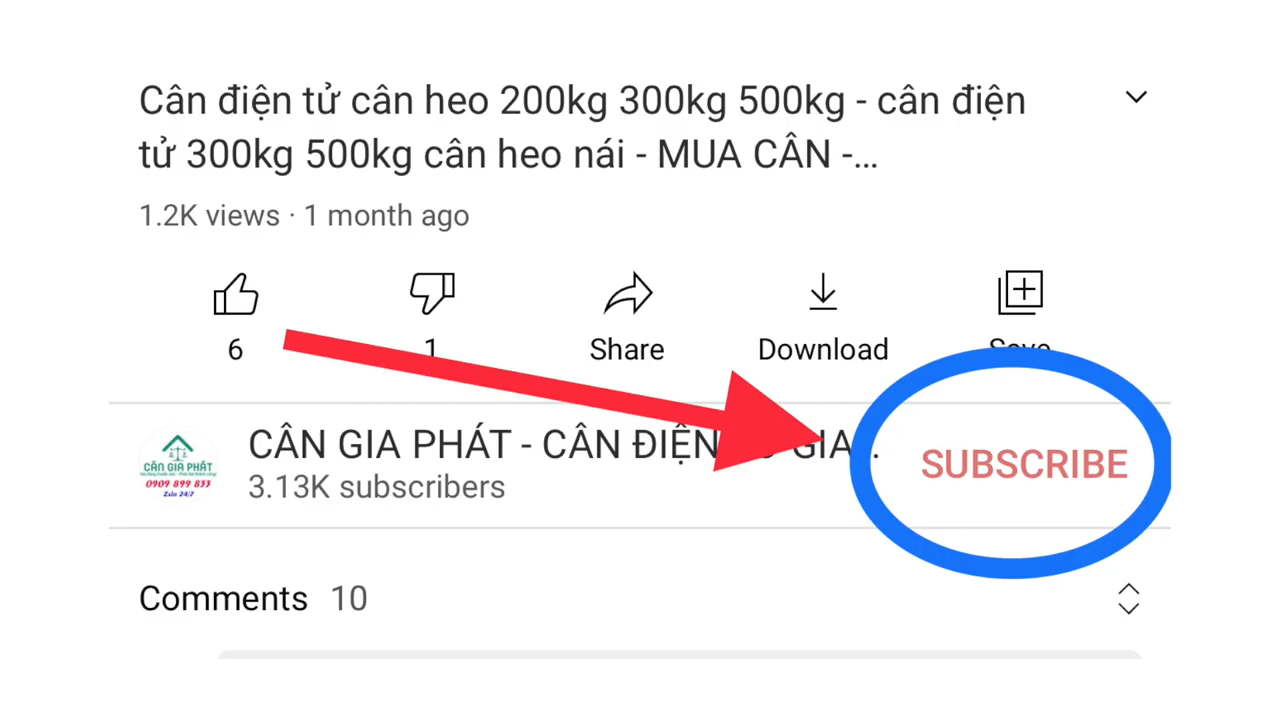 Cân điện tử cân heo 200kg 300kg 500kg - cân điện
tử 300kg 500kg cân heo nái - MUA CÂN -...
1.2K views · 1 month ago
6
1
Share
Download
Save
CÂN GIA PHÁT - CÂN ĐIỆN GIA...
3.13K subscribers
SUBSCRIBE
CÂN GIA PHÁT
0909 899 833
Zalo 24/7
Comments 10